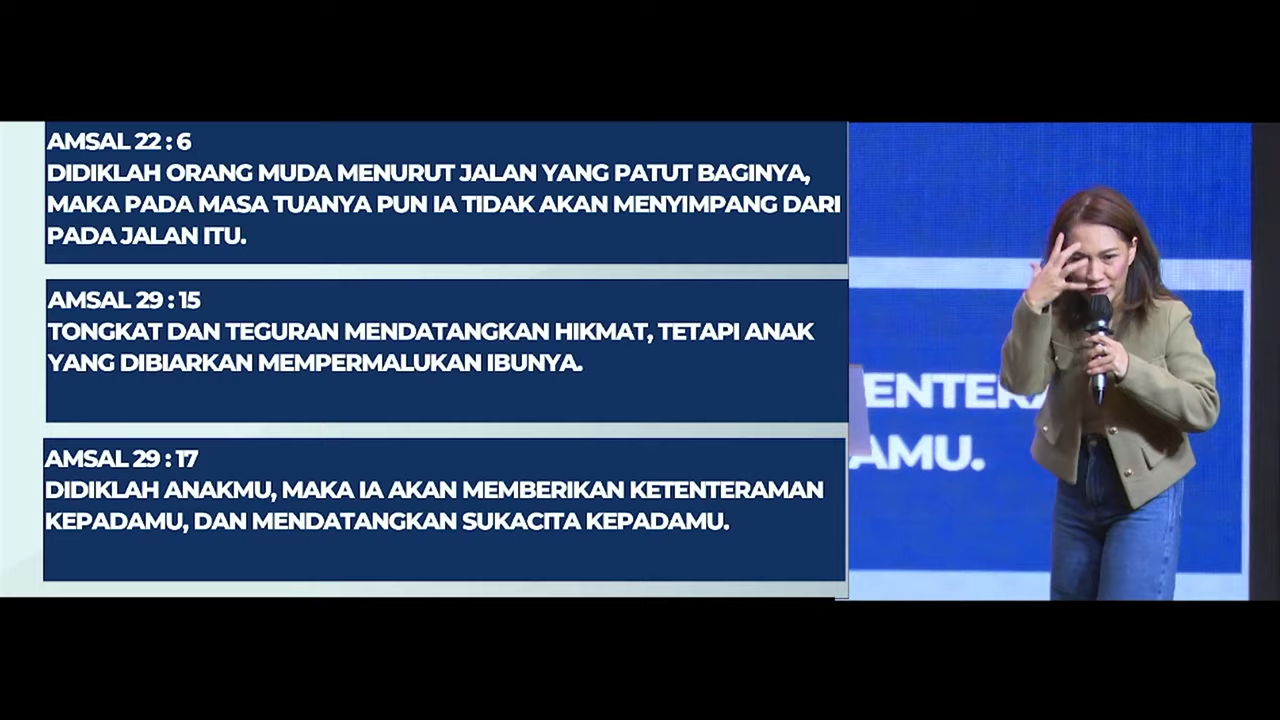 AMSAL 22 : 6
DIDIKLAH ORANG MUDA MENURUT JALAN YANG PATUT BAGINYA,
MAKA PADA MASA TUANYA PUN IA TIDAK AKAN MENYIMPANG DARI
PADA JALAN ITU.
AMSAL 29 : 15
TONGKAT DAN TEGURAN MENDATANGKAN HIKMAT, TETAPI ANAK
YANG DIBIARKAN MEMPERMALUKAN IBUNYA.
AMSAL 29 : 17
DIDIKLAH ANAKMU, MAKA IA AKAN MEMBERIKAN KETENTERAMAN
KEPADAMU, DAN MENDATANGKAN SUKACITA KEPADAMU.
ENTERA
AMU.